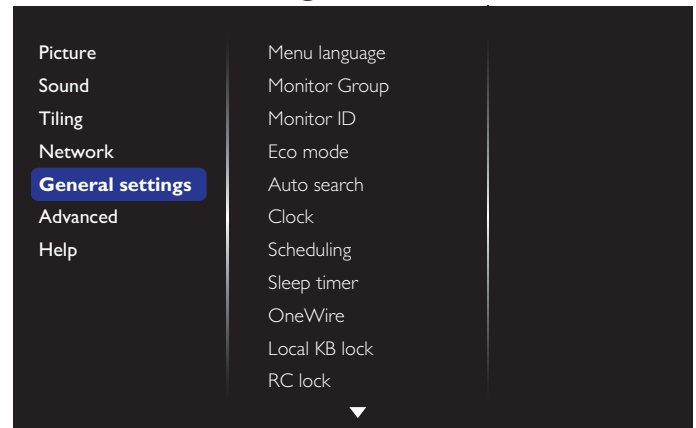 Picture
Sound
Tiling
Network
General settings
Advanced
Help
Menu language
Monitor Group
Monitor ID
Eco mode
Auto search
Clock
Scheduling
Sleep timer
OneWire
Local KB lock
RC lock